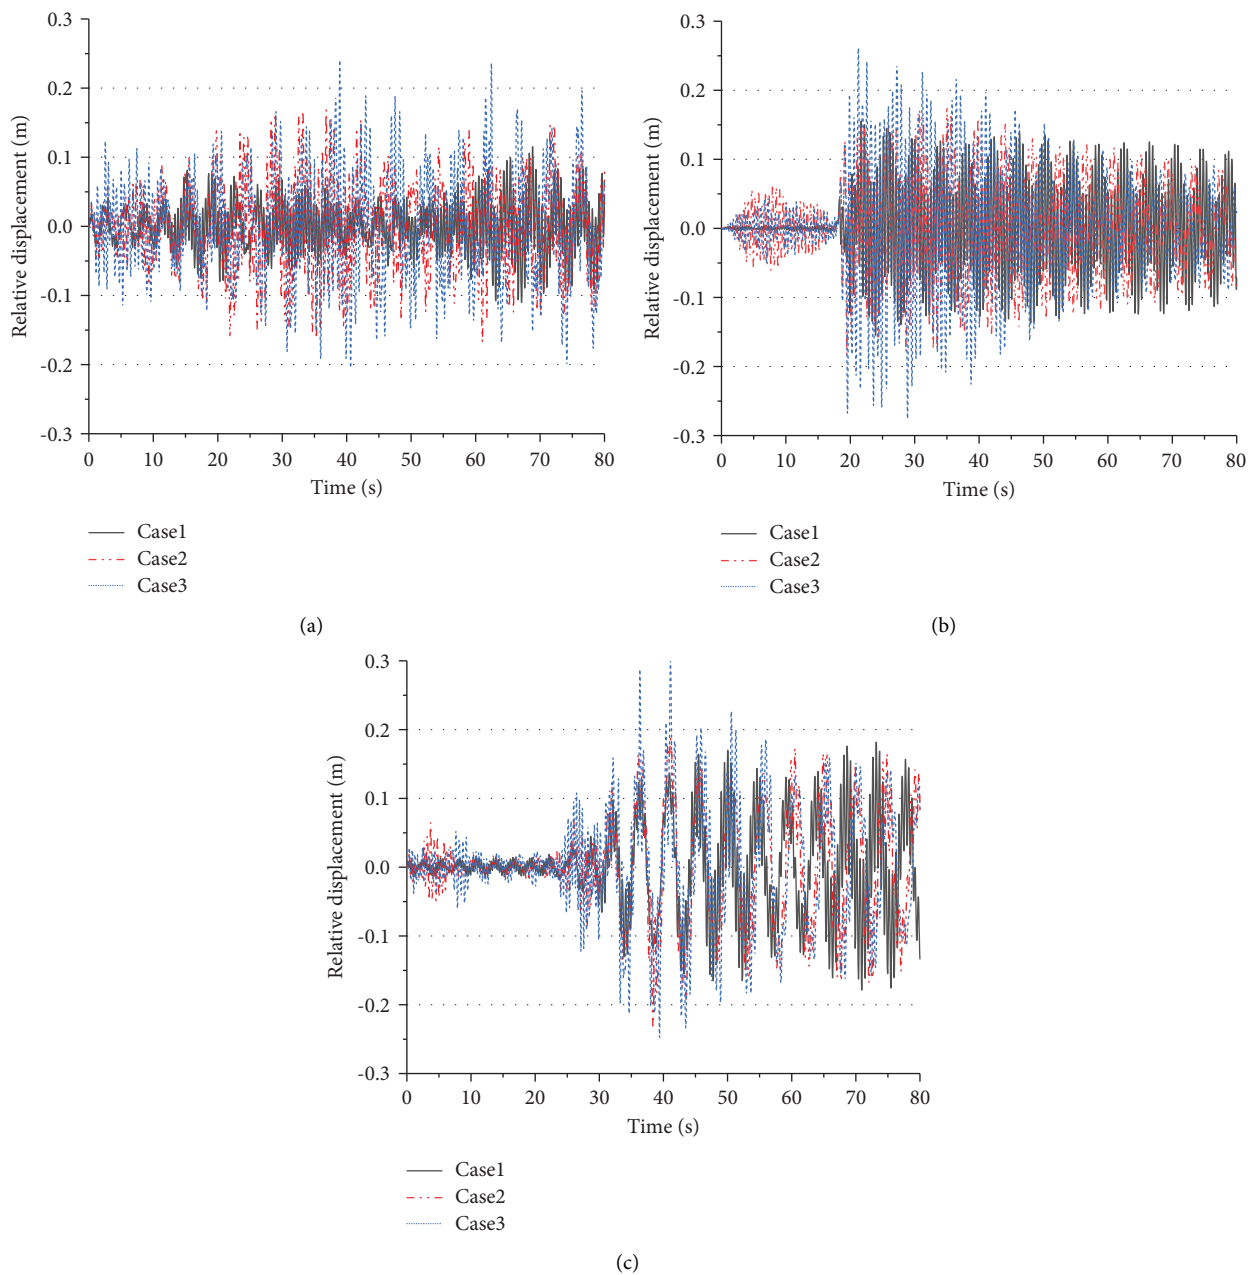 0.3
0.2
0.1
0.0
-0.1
-0.2
-0.3
Relative displacement (m)
0 10 20 30 40 50 60 70 80
Time (s)
Case1
Case2
Case3
(a)
0.3
0.2
0.1
0.0
-0.1
-0.2
-0.3
Relative displacement (m)
0 10 20 30 40 50 60 70 80
Time (s)
Case1
Case2
Case3
(b)
0.3
0.2
0.1
0.0
-0.1
-0.2
-0.3
Relative displacement (m)
0 10 20 30 40 50 60 70 80
Time (s)
Case1
Case2
Case3
(c)